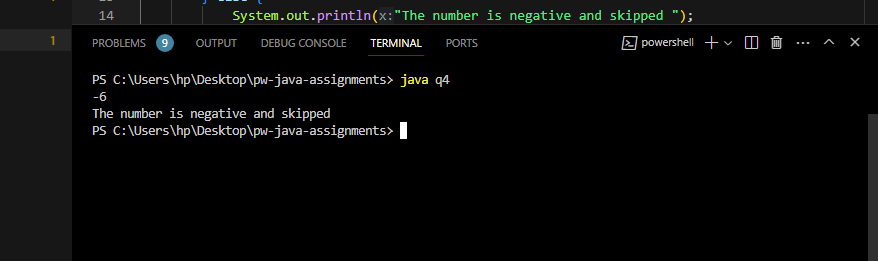 } else {
14 System.out.println(x:"The number is negative and skipped ");
1
PROBLEMS 9 OUTPUT DEBUG CONSOLE TERMINAL PORTS powershell
PS C:\Users\hp\Desktop\pw-java-assignments> java q4
-6
The number is negative and skipped
PS C:\Users\hp\Desktop\pw-java-assignments>